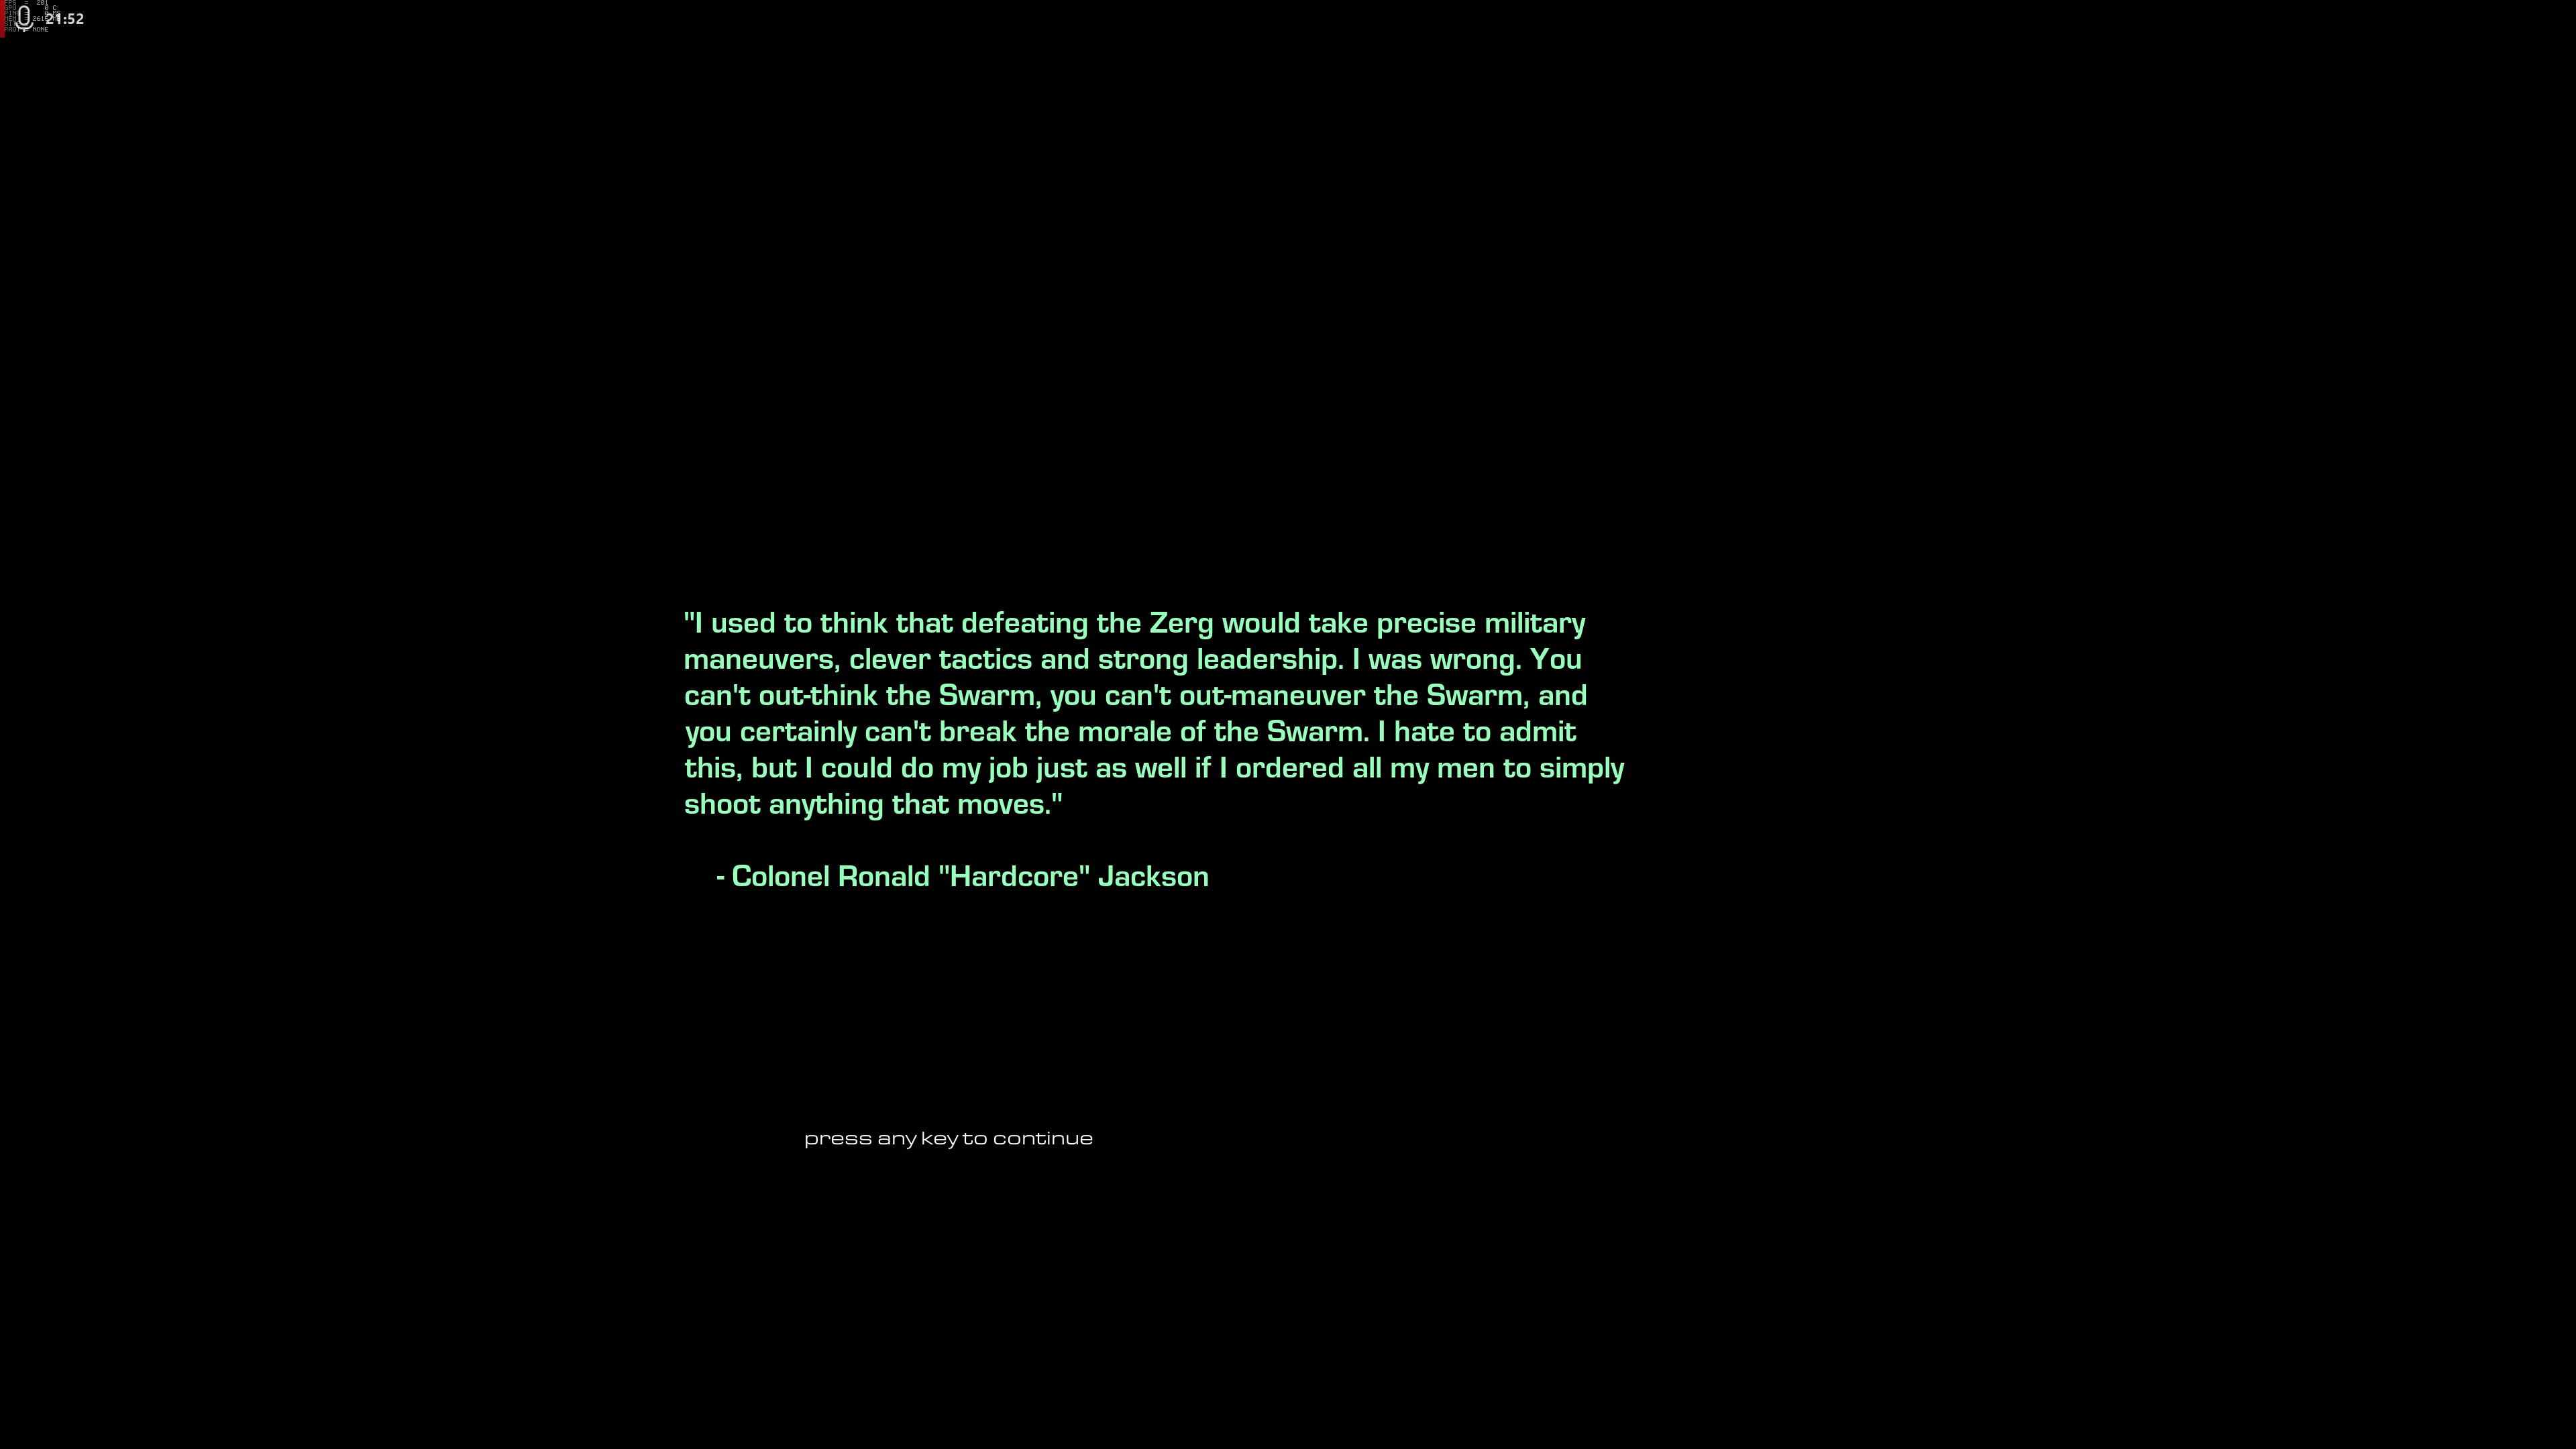 21:52
"I used to think that defeating the Zerg would take precise military
maneuvers, clever tactics and strong leadership. I was wrong. You
can't out-think the Swarm, you can't out-maneuver the Swarm, and
you certainly can't break the morale of the Swarm. I hate to admit
this, but I could do my job just as well if I ordered all my men to simply
shoot anything that moves."
- Colonel Ronald "Hardcore" Jackson
press any key to continue